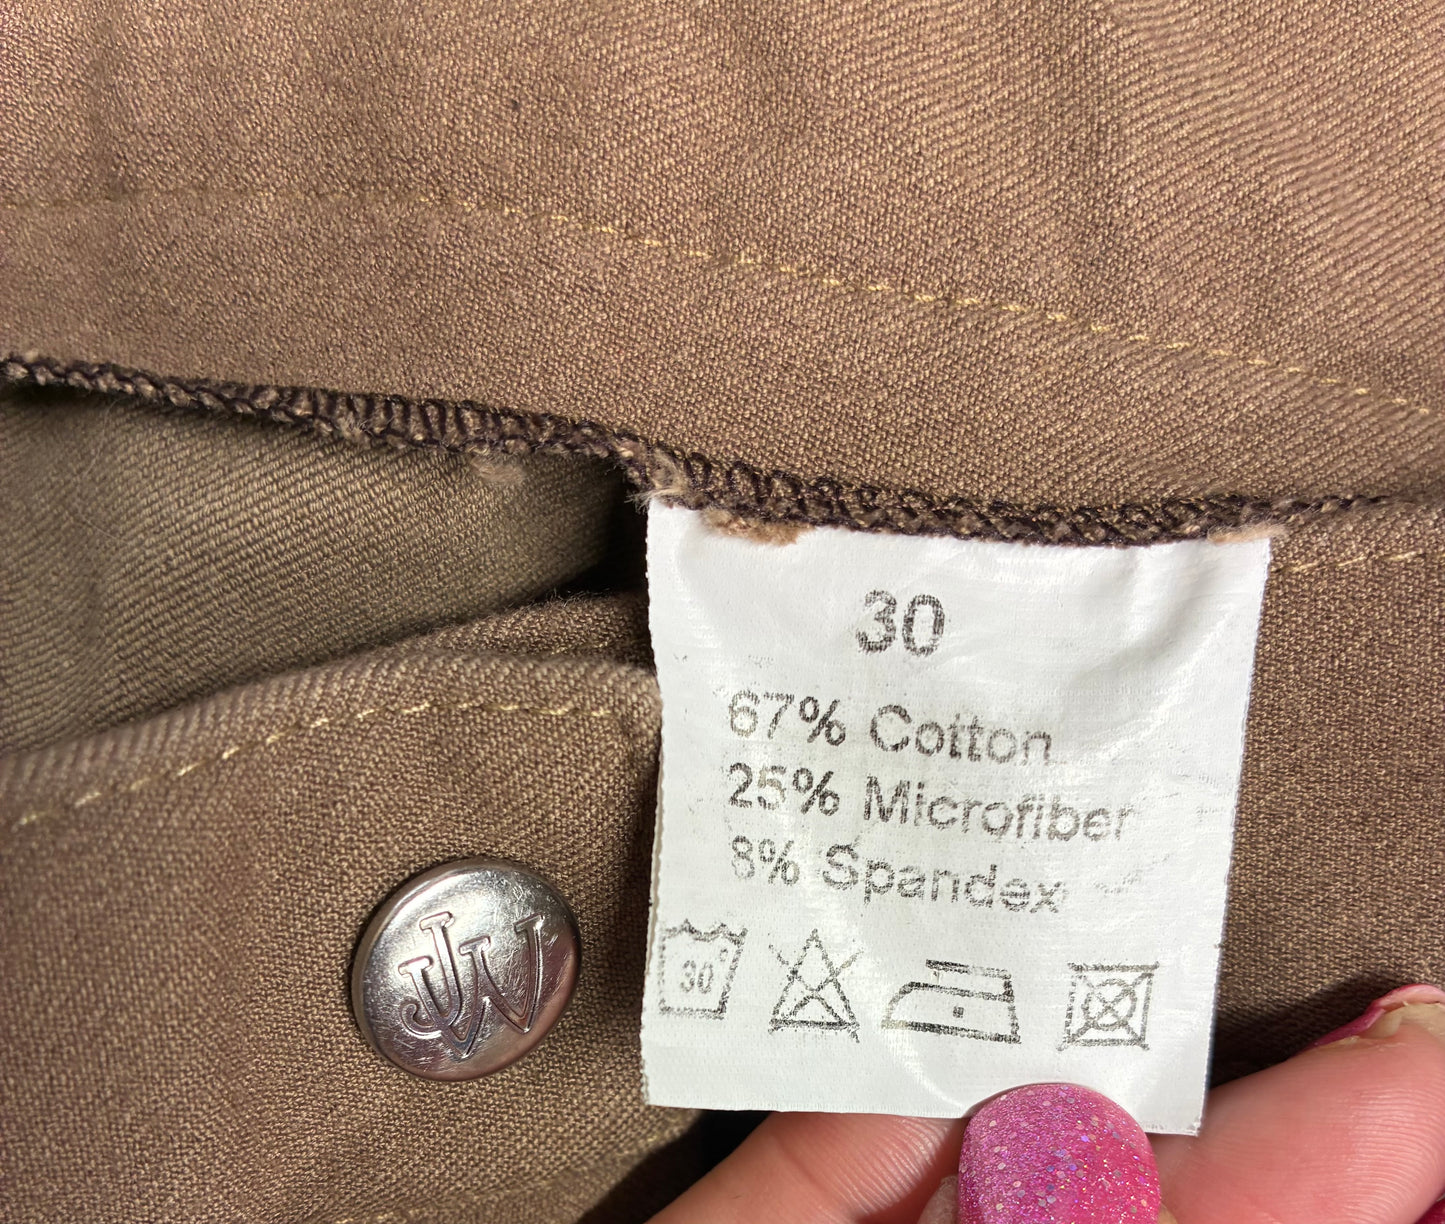 30
67% Cotton
25% Microfiber
8% Spandex
30°
JW